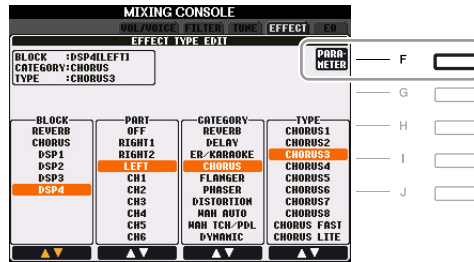 MIXING CONSOLE
VOL/VOICE FILTER TUNE EFFECT EQ
EFFECT TYPE EDIT
BLOCK :DSP4[LEFT]
CATEGORY:CHORUS
TYPE :CHORUS3
PARA-
METER
F
G
H
I
J
BLOCK
REVERB
CHORUS
DSP1
DSP2
DSP3
DSP4
PART
OFF
RIGHT1
RIGHT2
LEFT
CH1
CH2
CH3
CH4
CH5
CH6
CATEGORY
REVERB
DELAY
ER/KARAOKE
CHORUS
FLANGER
PHASER
DISTORTION
WAH AUTO
WAH TCH/PDL
DYNAMIC
TYPE
CHORUS1
CHORUS2
CHORUS3
CHORUS4
CHORUS5
CHORUS6
CHORUS7
CHORUS8
CHORUS FAST
CHORUS LITE